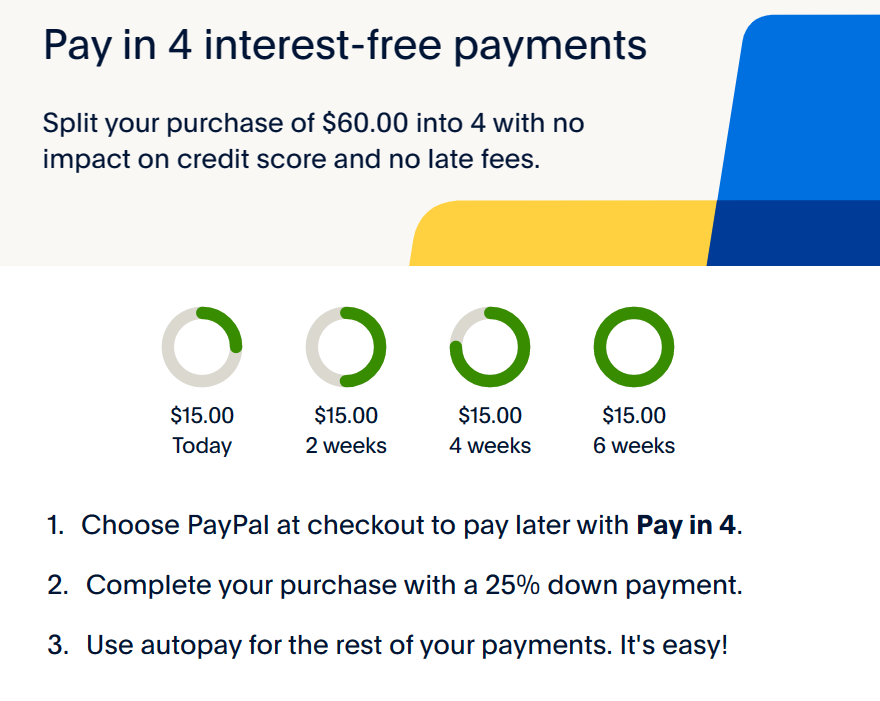 Pay in 4 interest-free payments
Split your purchase of $60.00 into 4 with no
impact on credit score and no late fees.
$15.00 $15.00 $15.00 $15.00
Today 2 weeks 4 weeks 6 weeks
1. Choose PayPal at checkout to pay later with Pay in 4.
2. Complete your purchase with a 25% down payment.
3. Use autopay for the rest of your payments. It's easy!